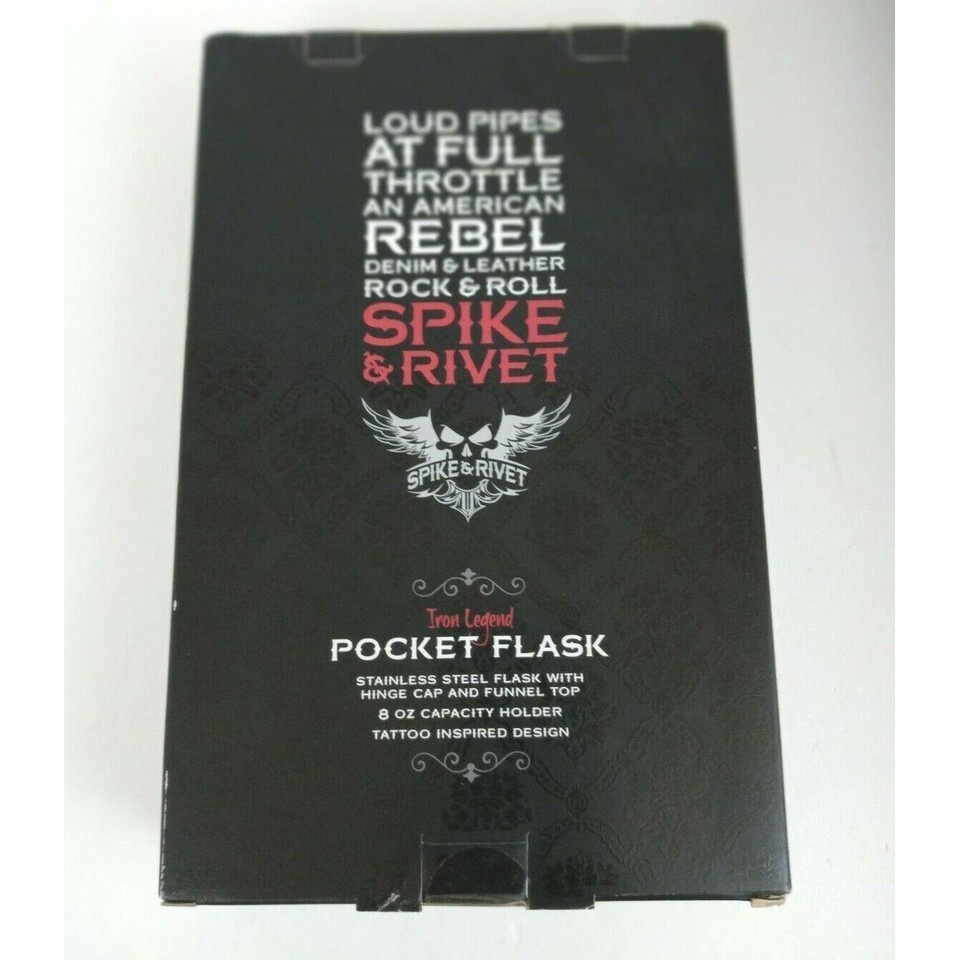 LOUD PIPES
AT FULL
THROTTLE
AN AMERICAN
REBEL
DENIM & LEATHER
ROCK & ROLL
SPIKE
& RIVET
SPIKE & RIVET
Iron Legend
POCKET FLASK
STAINLESS STEEL FLASK WITH
HINGE CAP AND FUNNEL TOP
8 OZ CAPACITY HOLDER
TATTOO INSPIRED DESIGN